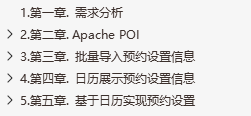 1.第一章. 需求分析
2.第二章. Apache POI
3.第三章. 批量导入预约设置信息
4.第四章. 日历展示预约设置信息
5.第五章. 基于日历实现预约设置